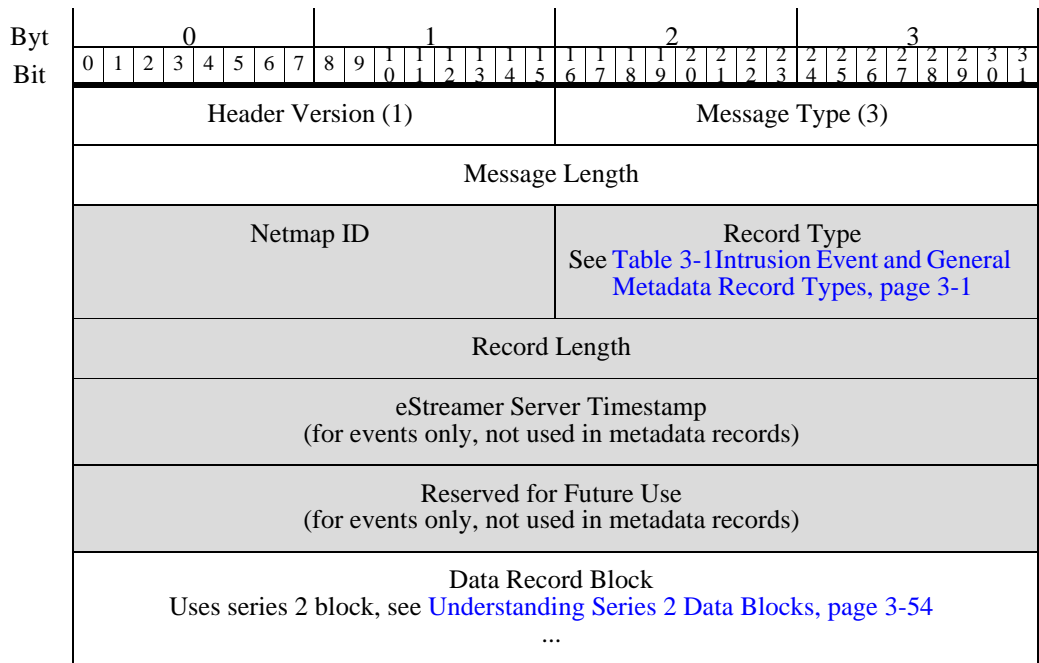 Byt 0 1 2 3
Bit 0 1 2 3 4 5 6 7 8 9 10 11 12 13 14 15 16 17 18 19 20 21 22 23 24 25 26 27 28 29 30 31
Header Version (1) Message Type (3)
Message Length
Netmap ID Record Type
See Table 3-1Intrusion Event and General
Metadata Record Types, page 3-1
Record Length
eStreamer Server Timestamp
(for events only, not used in metadata records)
Reserved for Future Use
(for events only, not used in metadata records)
Data Record Block
Uses series 2 block, see Understanding Series 2 Data Blocks, page 3-54
...